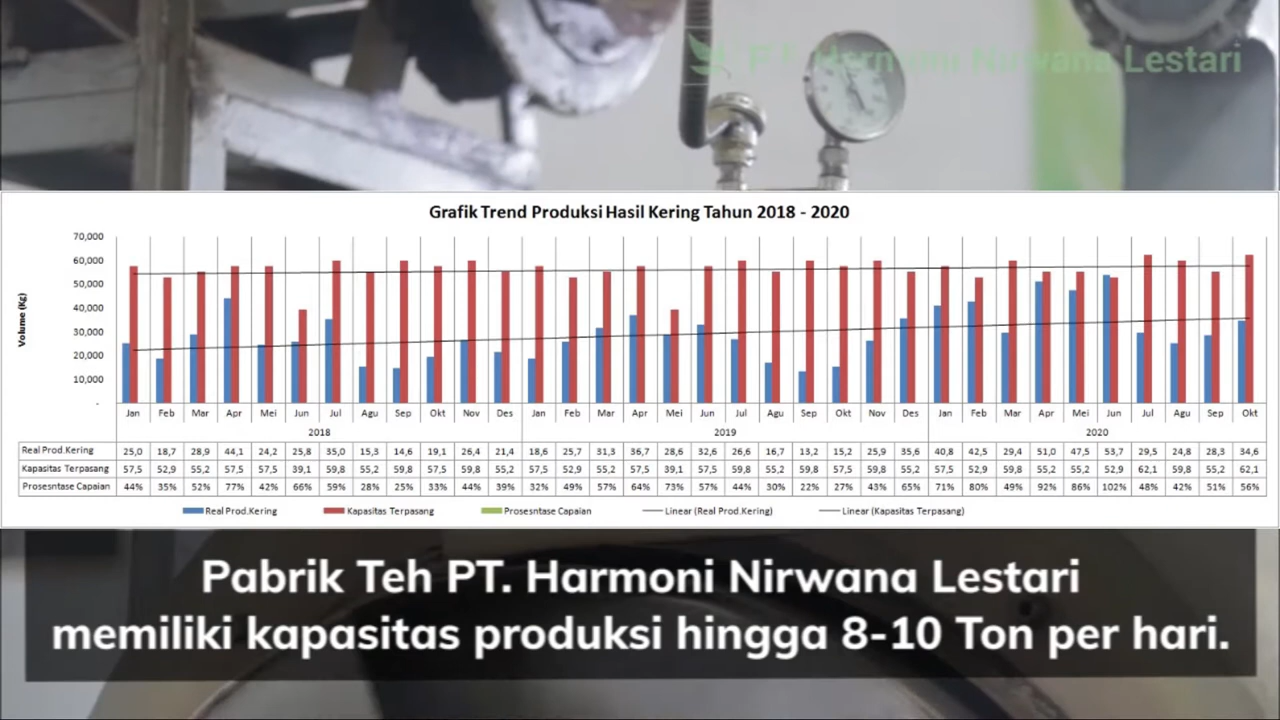 PT. Harmoni Nirwana Lestari
Grafik Trend Produksi Hasil Kering Tahun 2018 - 2020
Volume (Kg)
70,000
60,000
50,000
40,000
30,000
20,000
10,000
-
Jan Feb Mar Apr Mei Jun Jul Agu Sep Okt Nov Des Jan Feb Mar Apr Mei Jun Jul Agu Sep Okt Nov Des Jan Feb Mar Apr Mei Jun Jul Agu Sep Okt
2018 2019 2020
Real Prod.Kering 25,0 18,7 28,9 44,1 24,2 25,8 35,0 15,3 14,6 19,1 26,4 21,4 18,6 25,7 31,3 36,7 28,6 32,6 26,6 16,7 13,2 15,2 25,9 35,6 40,8 42,5 29,4 51,0 47,5 53,7 29,5 24,8 28,3 34,6
Kapasitas Terpasang 57,5 52,9 55,2 57,5 57,5 39,1 59,8 55,2 59,8 57,5 59,8 55,2 57,5 52,9 55,2 57,5 39,1 57,5 59,8 55,2 59,8 57,5 59,8 55,2 57,5 52,9 59,8 55,2 55,2 52,9 62,1 59,8 55,2 62,1
Prosesntase Capaian 44% 35% 52% 77% 42% 66% 59% 28% 25% 33% 44% 39% 32% 49% 57% 64% 73% 57% 44% 30% 22% 27% 43% 65% 71% 80% 49% 92% 86% 102% 48% 42% 51% 56%
Real Prod.Kering Kapasitas Terpasang Prosesntase Capaian Linear (Real Prod.Kering) Linear (Kapasitas Terpasang)
Pabrik Teh PT. Harmoni Nirwana Lestari
memiliki kapasitas produksi hingga 8-10 Ton per hari.